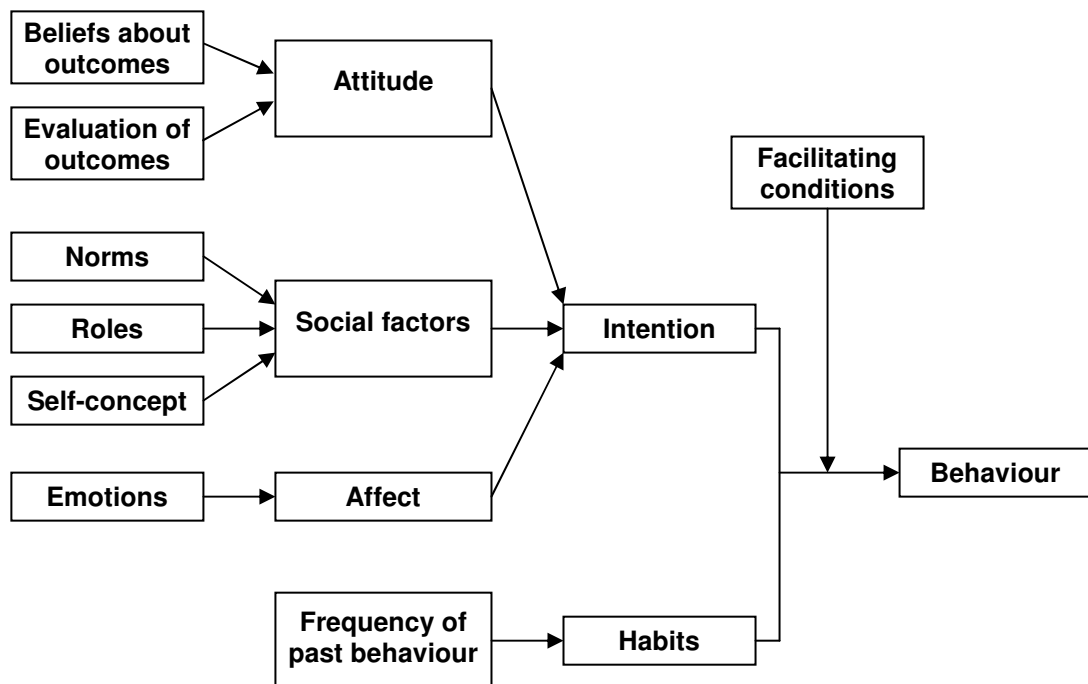 Beliefs about
outcomes
Evaluation of
outcomes
Attitude
Norms
Roles
Self-concept
Social factors
Emotions
Affect
Frequency of
past behaviour
Intention
Habits
Facilitating
conditions
Behaviour